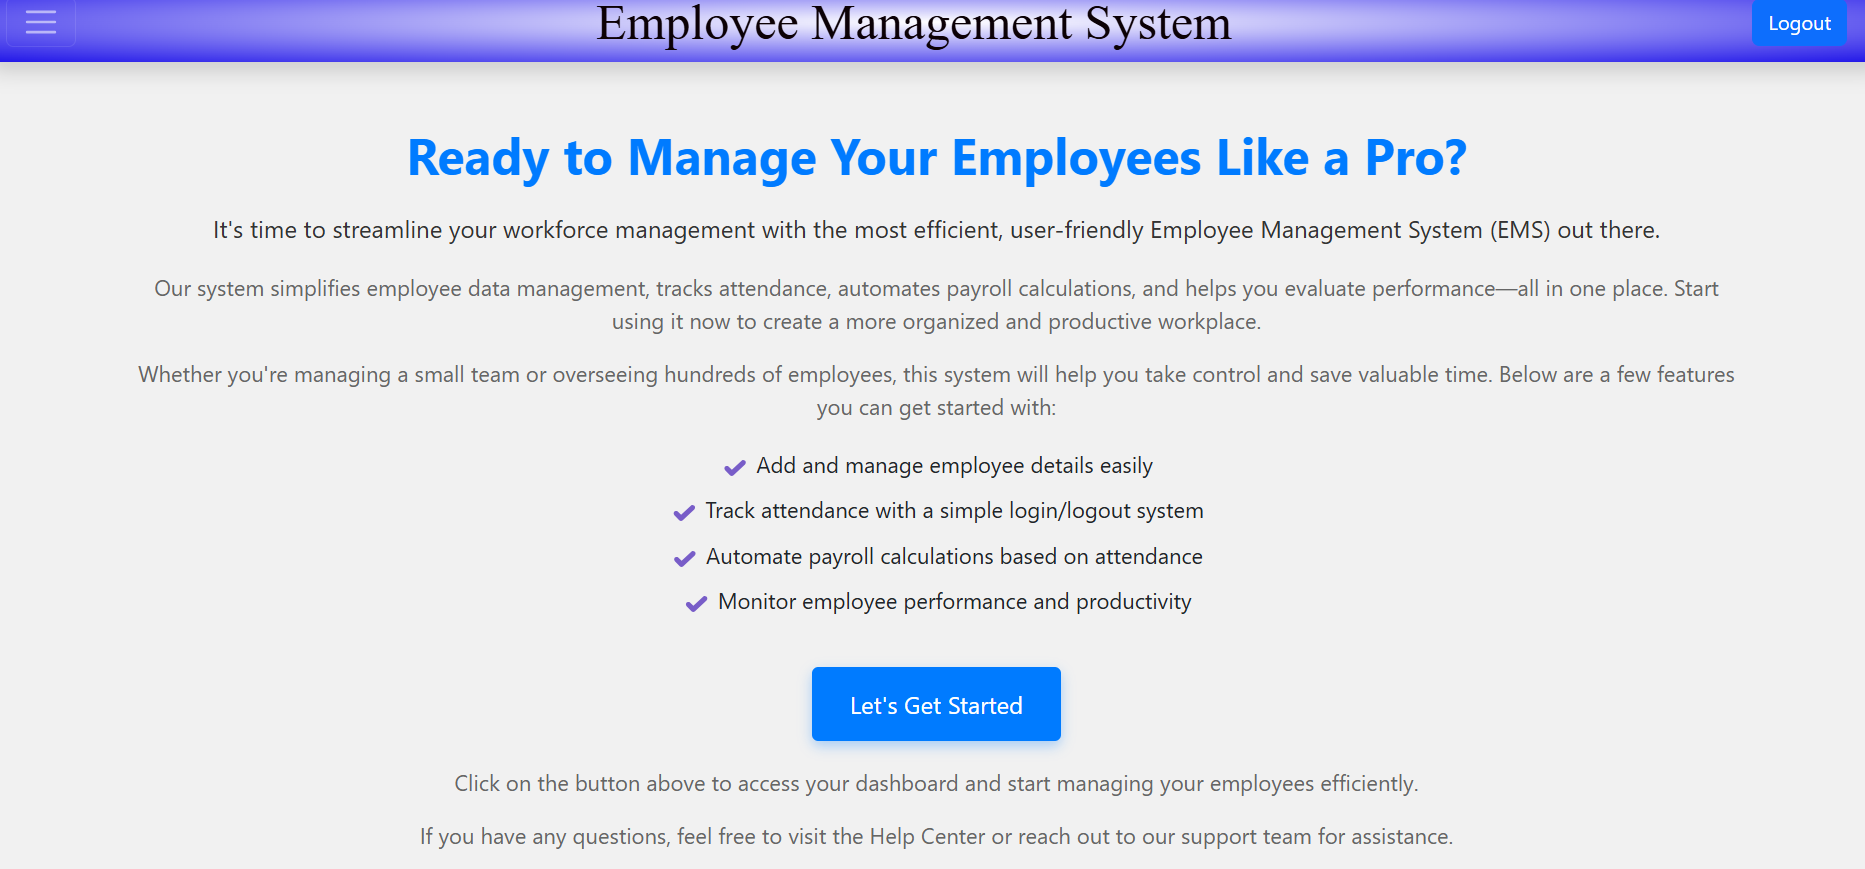 Employee Management System
Logout
Ready to Manage Your Employees Like a Pro?
It's time to streamline your workforce management with the most efficient, user-friendly Employee Management System (EMS) out there.
Our system simplifies employee data management, tracks attendance, automates payroll calculations, and helps you evaluate performance—all in one place. Start
using it now to create a more organized and productive workplace.
Whether you're managing a small team or overseeing hundreds of employees, this system will help you take control and save valuable time. Below are a few features
you can get started with:
Add and manage employee details easily
Track attendance with a simple login/logout system
Automate payroll calculations based on attendance
Monitor employee performance and productivity
Let's Get Started
Click on the button above to access your dashboard and start managing your employees efficiently.
If you have any questions, feel free to visit the Help Center or reach out to our support team for assistance.